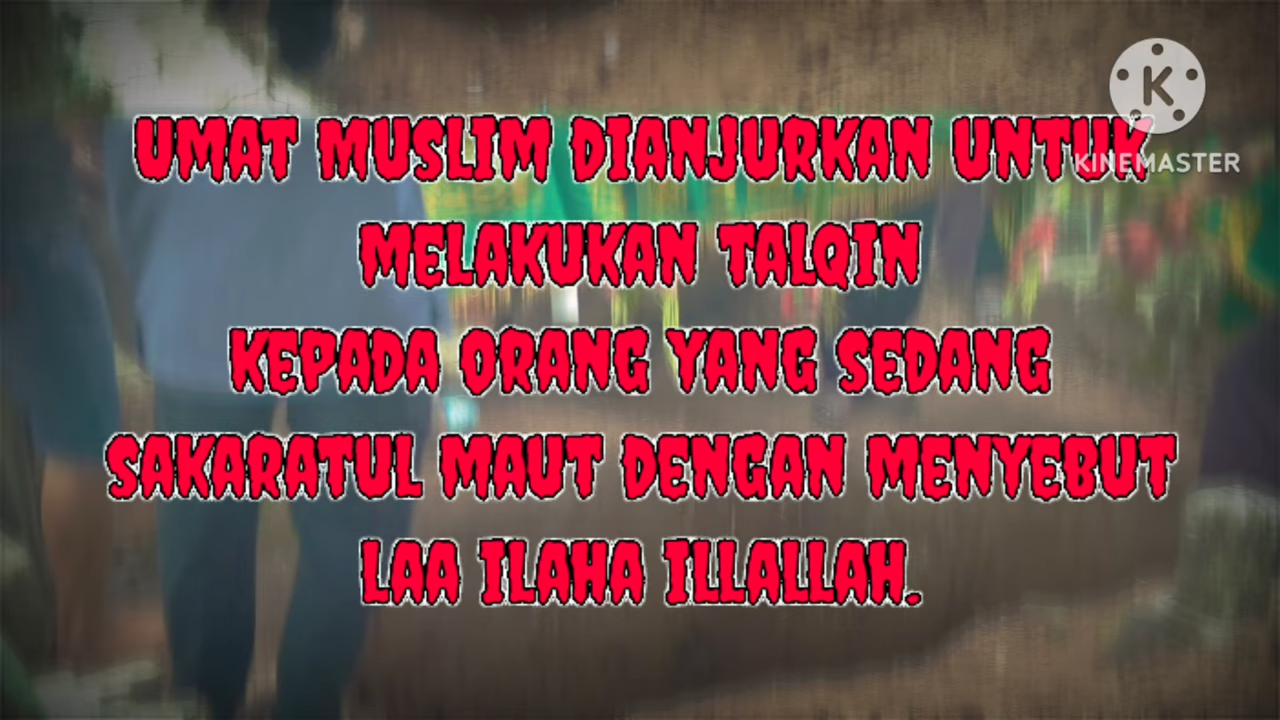 UMAT MUSLIM DIANJURKAN UNTUK
KINEMASTER
MELAKUKAN TALQIN
KEPADA ORANG YANG SEDANG
SAKARATUL MAUT DENGAN MENYEBUT
LAA ILAHA ILLALLAH.